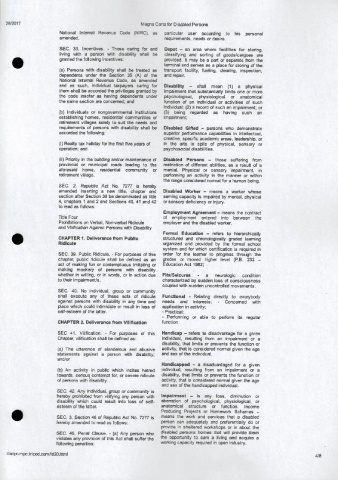 2/8/2017
Magna Carta for Disabled Persons
National Internal Revenue Code (NIRC), as
amended.
SEC. 33. Incentives. - Those caring for and
living with a person with disability shall be
granted the following incentives:
(a) Persons with disability shall be treated as
dependents under the Section 35 (A) of the
National Internal Revenue Code, as amended
and as such, individual taxpayers caring for
them shall be accorded the privileges granted by
the code insofar as having dependents under
the same section are concerned; and
(b) Individuals or nongovernmental institutions
establishing homes, residential communities or
retirement villages solely to suit the needs and
requirements of persons with disability shall be
accorded the following:
(i) Realty tax holiday for the first five years of
operation; and
(ii) Priority in the building and/or maintenance of
provincial or municipal roads leading to the
aforesaid home, residential community or
retirement village.
SEC. 2. Republic Act No. 7277 is hereby
amended inserting a new title, chapter and
section after Section 38 to be denominated as title
4, chapters 1 and 2 and Sections 40, 41 and 42
to read as follows:
Title Four
Prohibitions on Verbal, Non-verbal Ridicule
and Vilification Against Persons with Disability
CHAPTER 1. Deliverance from Public
Ridicule
SEC. 39. Public Ridicule. - For purposes of this
chapter, public ridicule shall be defined as an
act of making fun or contemptuous imitating or
making mockery of persons with disability
whether in writing, or in words, or in action due
to their impairment/s.
SEC. 40. No individual, group or community
shall execute any of these acts of ridicule
against persons with disability in any time and
place which could intimidate or result in loss of
self-esteem of the latter.
CHAPTER 2. Deliverance from Vilification
SEC 41. Vilification. - For purposes of this
Chapter, vilification shall be defined as:
(a) The utterance of slanderous and abusive
statements against a person with disability;
and/or
(b) An activity in public which incites hatred
towards, serious contempt for, or severe ridicule
of persons with disability.
SEC. 42. Any individual, group or community is
hereby prohibited from vilifying any person with
disability which could result into loss of self-
esteem of the latter.
SEC. 3. Section 46 of Republic Act No. 7277 is
hereby amended to read as follows:
SEC. 46. Penal Clause. - (a) Any person who
violates any provision of this Act shall suffer the
following penalties:
particular user according to his personal
requirements, needs or desire.
Depot - an area where facilities for storing,
classifying and sorting of goods/cargoes are
provided. It may be a part or separate from the
terminal and serves as a place for storing of the
transport facility, fueling, cleaning, inspection,
and repair.
Disability - shall mean (1) a physical
impairment that substantially limits one or more
psychological, physiological or anatomical
function of an individual or activities of such
individual; (2) a record of such an impairment; or
(3) being regarded as having such an
impairment;
Disabled Gifted - persons who demonstrate
superior performance capabilities in intellectual,
creative, specific academic areas, leadership, or
in the arts in spite of physical, sensory or
psychosocial disabilities.
Disabled Persons - those suffering from
restriction of different abilities, as a result of a
mental, Physical or sensory impairment, in
performing an activity in the manner or within
the range considered normal for a human being.
Disabled Worker - means a worker whose
earning capacity is impaired by mental, physical
or sensory deficiency or injury.
Employment Agreement - means the contract
of employment entered into between the
employer and the disabled worker.
Formal Education - refers to hierarchically
structured and chronologically graded learning
organized and provided by the formal school
system and for which certification is required in
order for the learner to progress through the
grades or moved higher level (P.B. 232 -
Education Act 1982).
Fits/Seizures - a neurologic condition
characterized by sudden loss of consciousness
coupled with sudden uncontrolled movements.
Functional - Relating directly to everybody
needs and interests. - Concerned with
application in activity;
- Practical;
- Performing or able to perform its regular
function
Handicap - refers to disadvantage for a given
individual, resulting from an impairment or a
disability, that limits or prevents the function or
activity, that is considered normal given the age
and sex of the individual.
Handicapped - a disadvantaged for a given
individual, resulting from an impairment or a
disability, that limits or prevents the function of
activity, that is considered normal given the age
and sex of the handicapped individual.
Impairment - is any loss, diminution or
aberration of psychological, physiological, or
anatomical structure or function. Income
Producing Projects or Homework Schemes -
means the work and services that a disabled
person can adequately and preferentially do or
provide in sheltered workshops or in about the
disabled persons homes that will provide them
the opportunity to earn a living and acquire a
working capacity required in open industry.
4/8